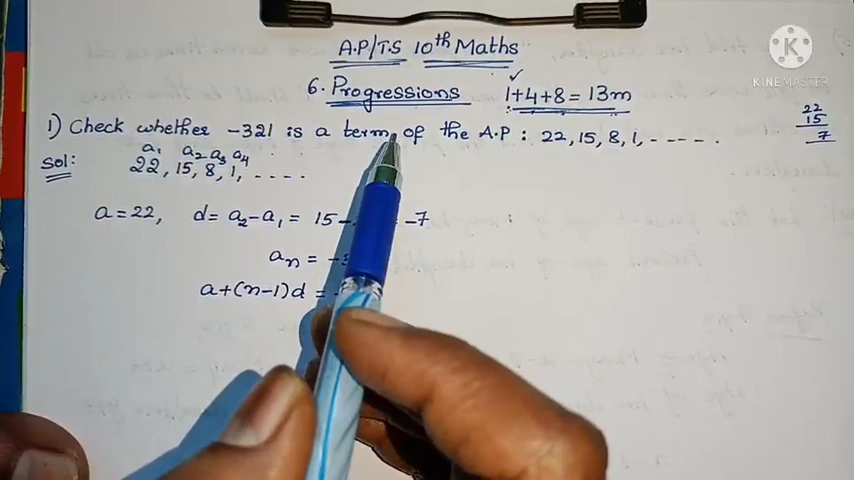 A.P/T.S 10th Maths
6. Progressions 1+4+8 = 13m
KINEMASTER
1) Check whether -321 is a term of the A.P : 22, 15, 8, 1, - - - - - .
22
15
7
a1 a2 a3 a4
Sol: 22, 15, 8, 1, - - - - .
a = 22, d = a2 - a1 = 15 - = -7
an = -
a + (n-1) d =